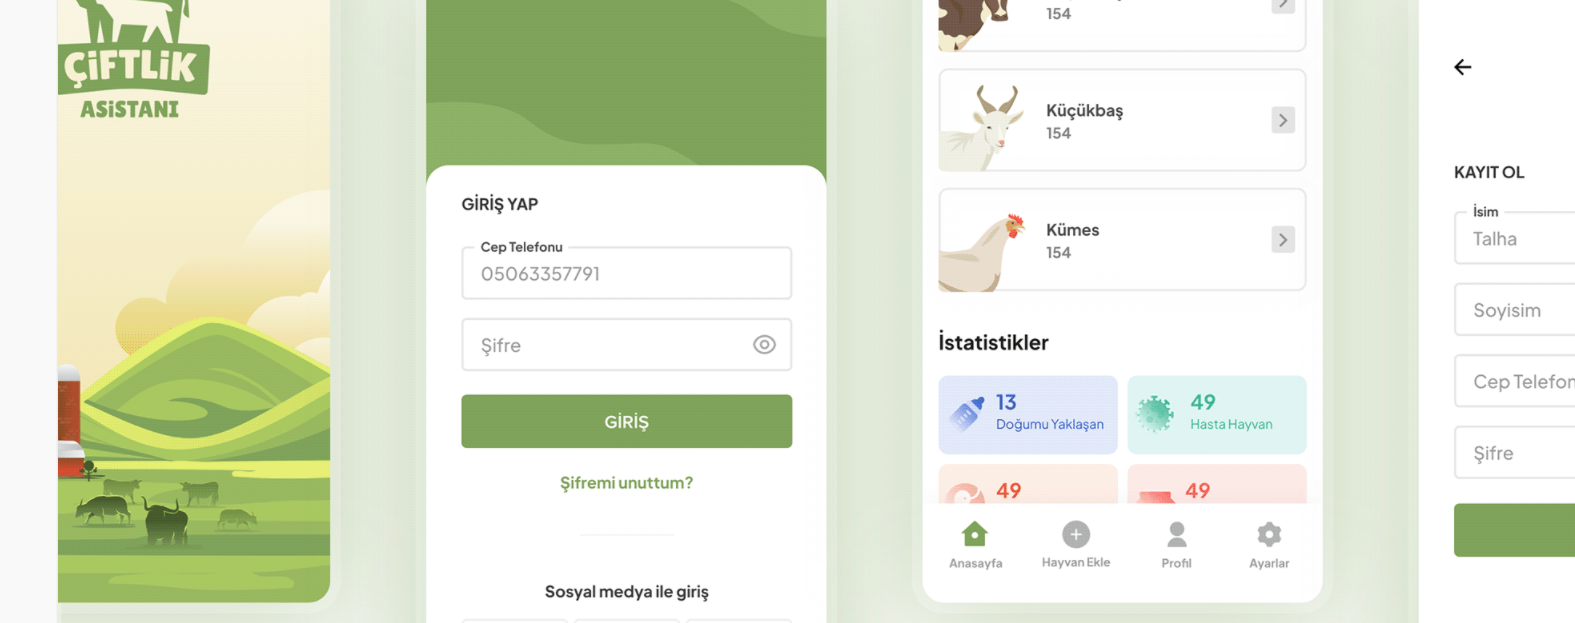 ÇİFTLİK
ASİSTANI
GİRİŞ YAP
Cep Telefonu
05063357791
Şifre
GİRİŞ
Şifremi unuttum?
Sosyal medya ile giriş
154
Küçükbaş
154
Kümes
154
İstatistikler
13
Doğumu Yaklaşan
49
Hasta Hayvan
49
49
Anasayfa
Hayvan Ekle
Profil
Ayarlar
KAYIT OL
İsim
Talha
Soyisim
Cep Telefon
Şifre